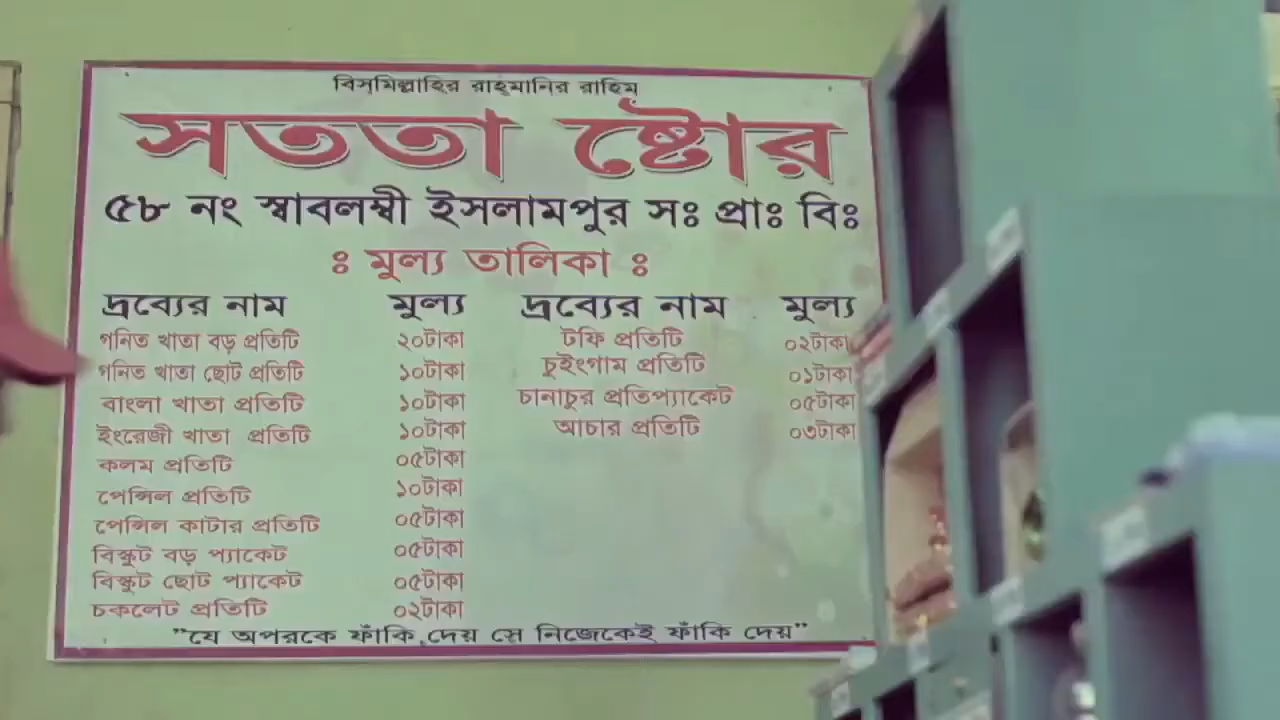 বিস্‌মিল্লাহির রাহ্‌মানির রাহিম্‌
সততা ষ্টোর
৫৮ নং স্বাবলম্বী ইসলামপুর সঃ প্রাঃ বিঃ
ঃ মুল্য তালিকা ঃ
দ্রব্যের নাম মুল্য দ্রব্যের নাম মুল্য
গনিত খাতা বড় প্রতিটি ২০টাকা টফি প্রতিটি ০২টাকা
গনিত খাতা ছোট প্রতিটি ১০টাকা চুইংগাম প্রতিটি ০১টাকা
বাংলা খাতা প্রতিটি ১০টাকা চানাচুর প্রতিপ্যাকেট ০৫টাকা
ইংরেজী খাতা প্রতিটি ১০টাকা আচার প্রতিটি ০৩টাকা
কলম প্রতিটি ০৫টাকা
পেন্সিল প্রতিটি ১০টাকা
পেন্সিল কাটার প্রতিটি ০৫টাকা
বিস্কুট বড় প্যাকেট ০৫টাকা
বিস্কুট ছোট প্যাকেট ০৫টাকা
চকলেট প্রতিটি ০২টাকা
”যে অপরকে ফাঁকি দেয় সে নিজেকেই ফাঁকি দেয়”